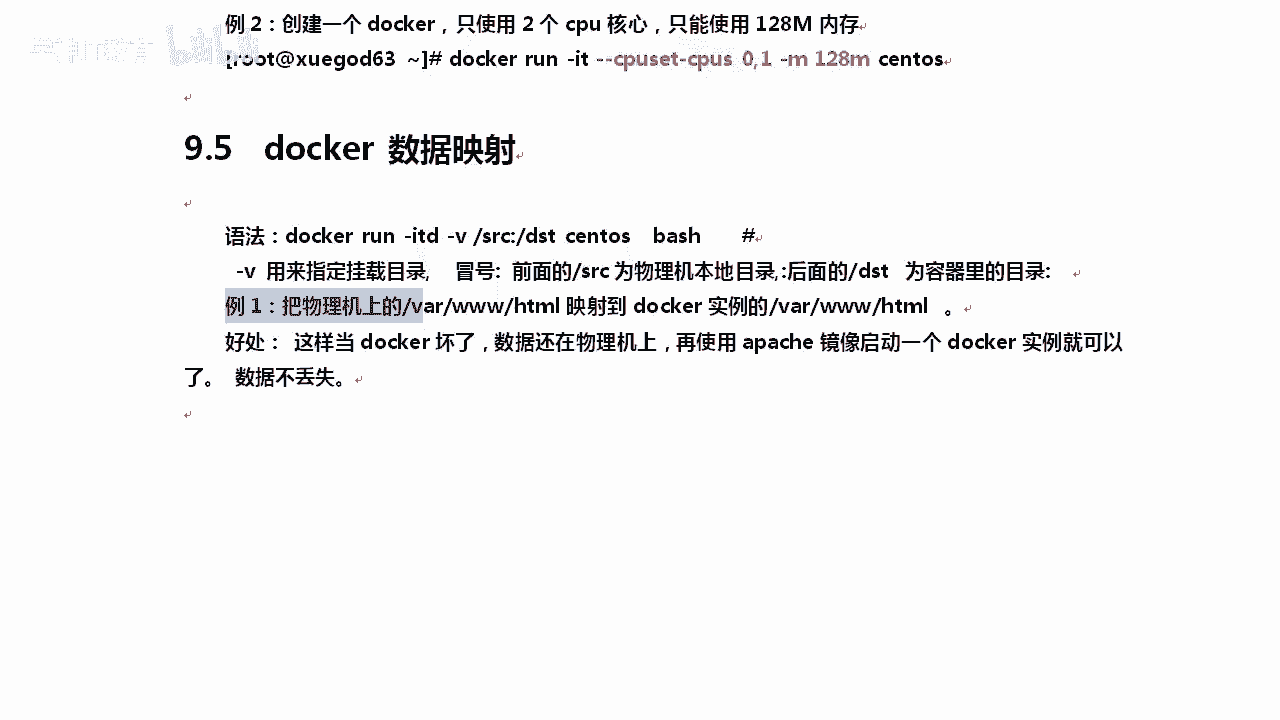 例 2：创建一个 docker，只使用 2 个 cpu 核心，只能使用 128M 内存
[root@xuegod63 ~]# docker run -it --cpuset-cpus 0,1 -m 128m centos
9.5 docker 数据映射
语法：docker run -itd -v /src:/dst centos bash #
-v 用来指定挂载目录, 冒号: 前面的/src 为物理机本地目录,:后面的/dst 为容器里的目录:
例 1：把物理机上的/var/www/html 映射到 docker 实例的/var/www/html 。
好处： 这样当 docker 坏了，数据还在物理机上，再使用 apache 镜像启动一个 docker 实例就可以
了。 数据不丢失。